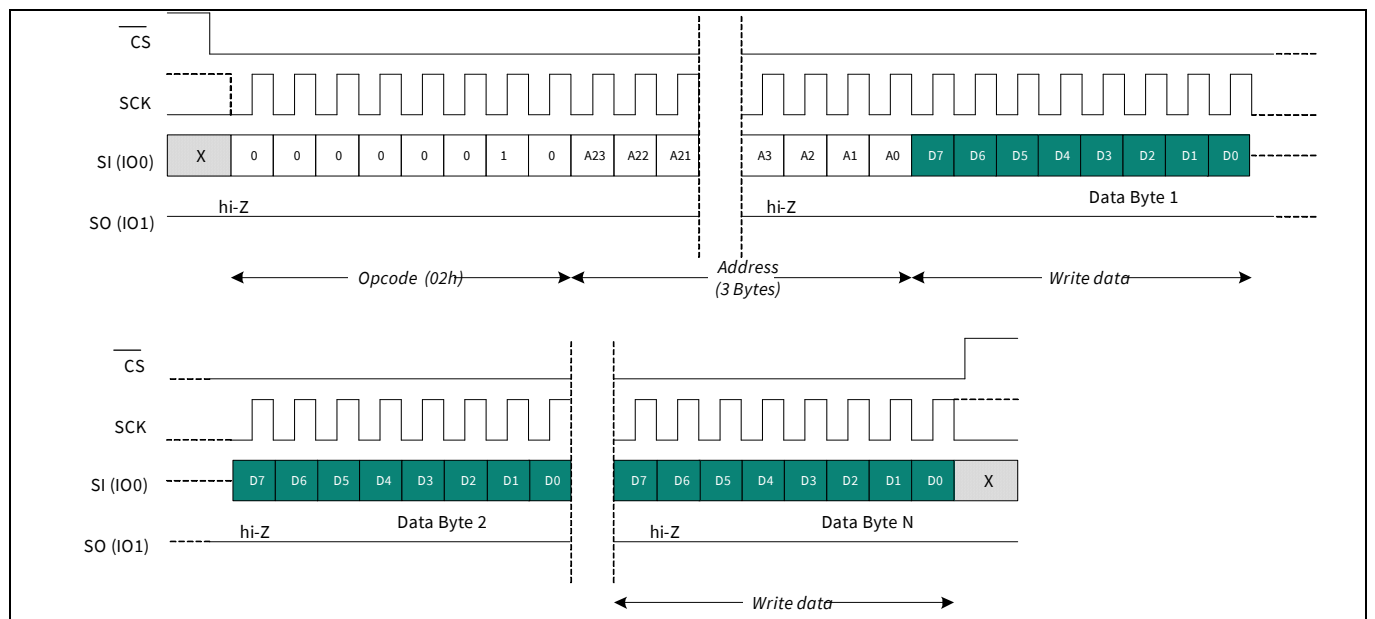 CS
SCK
SI (IO0) X 0 0 0 0 0 0 1 0 A23 A22 A21 A3 A2 A1 A0 D7 D6 D5 D4 D3 D2 D1 D0
hi-Z hi-Z Data Byte 1
SO (IO1)
Opcode (02h) Address (3 Bytes) Write data
CS
SCK
SI (IO0) D7 D6 D5 D4 D3 D2 D1 D0 D7 D6 D5 D4 D3 D2 D1 D0 X
hi-Z Data Byte 2 hi-Z Data Byte N
SO (IO1)
Write data